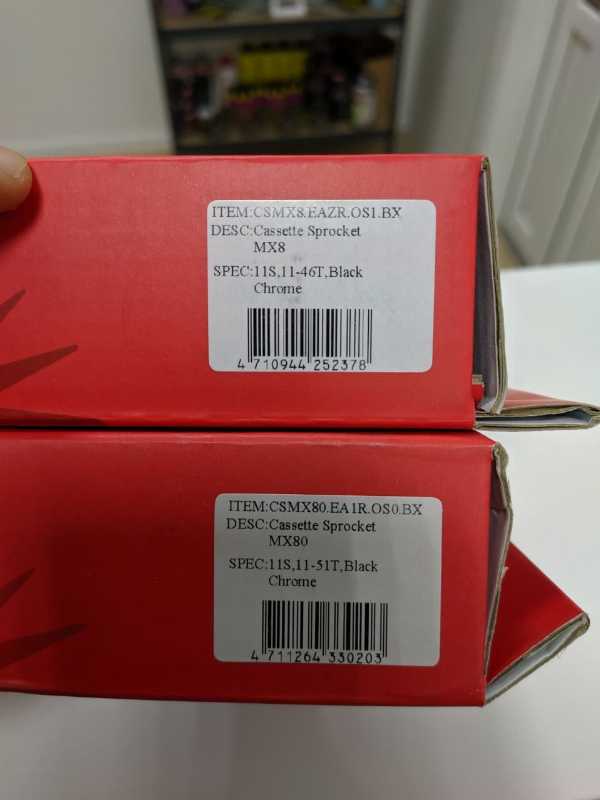 ITEM:CSMX8.EAZR.OS1.BX
DESC:Cassette Sprocket
MX8
SPEC:11S,11-46T,Black
Chrome
4 710944 252378
ITEM:CSMX80.EA1R.OS0.BX
DESC:Cassette Sprocket
MX80
SPEC:11S,11-51T,Black
Chrome
4 711264 330203